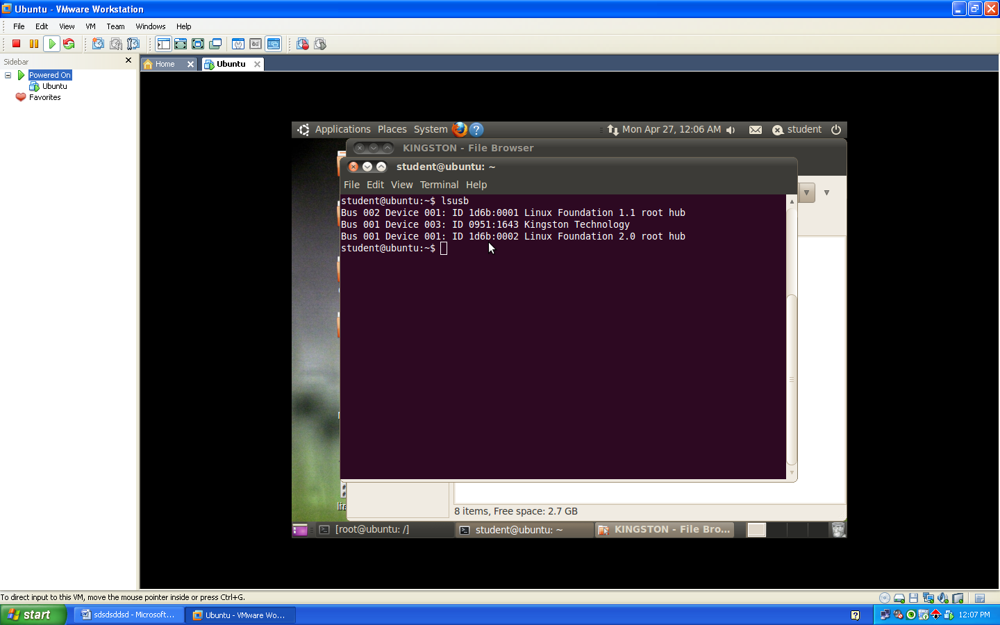 Ubuntu - VMware Workstation
File Edit View VM Team Windows Help
Sidebar
Powered On
Ubuntu
Favorites
Home
Ubuntu
Applications Places System
Mon Apr 27, 12:06 AM
student
KINGSTON - File Browser
student@ubuntu: ~
File Edit View Terminal Help
student@ubuntu:~$ lsusb
Bus 002 Device 001: ID 1d6b:0001 Linux Foundation 1.1 root hub
Bus 001 Device 003: ID 0951:1643 Kingston Technology
Bus 001 Device 001: ID 1d6b:0002 Linux Foundation 2.0 root hub
student@ubuntu:~$
8 items, Free space: 2.7 GB
[root@ubuntu: /]
student@ubuntu: ~
KINGSTON - File Bro...
To direct input to this VM, move the mouse pointer inside or press Ctrl+G.
start
sdsdsddsd - Microsoft...
Ubuntu - VMware Wo...
12:07 PM